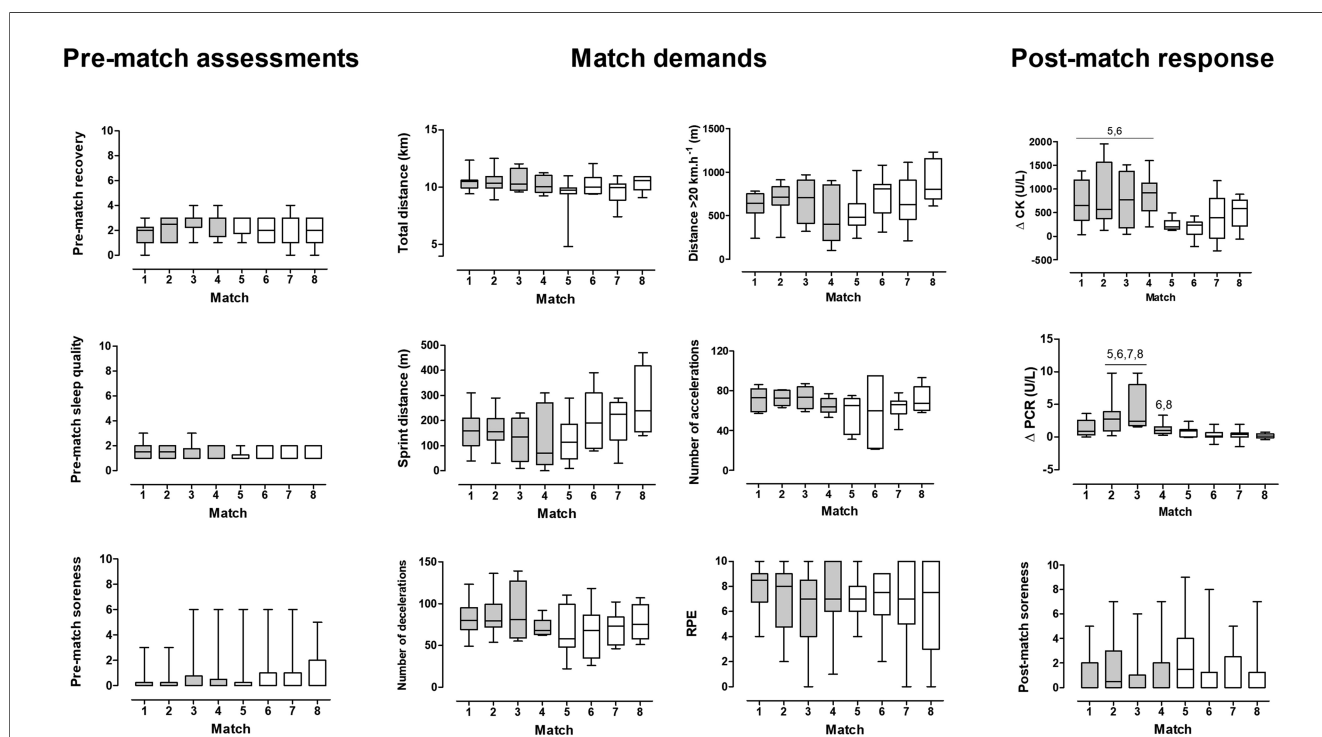 Pre-match assessments
Match demands
Post-match response
Pre-match recovery
10
8
6
4
2
0
1 2 3 4 5 6 7 8
Match
Total distance (km)
15
10
5
1 2 3 4 5 6 7 8
Match
Distance >20 km.h⁻¹ (m)
1500
1000
500
0
1 2 3 4 5 6 7 8
Match
Δ CK (U/L)
5,6
2000
1500
1000
500
0
-500
1 2 3 4 5 6 7 8
Match
Pre-match sleep quality
10
8
6
4
2
0
1 2 3 4 5 6 7 8
Match
Sprint distance (m)
500
400
300
200
100
0
1 2 3 4 5 6 7 8
Match
Number of accelerations
120
80
40
0
1 2 3 4 5 6 7 8
Match
Δ PCR (U/L)
15
10
5
0
-5
5,6,7,8
6,8
1 2 3 4 5 6 7 8
Match
Pre-match soreness
10
8
6
4
2
0
1 2 3 4 5 6 7 8
Match
Number of decelerations
150
100
50
0
1 2 3 4 5 6 7 8
Match
RPE
10
8
6
4
2
0
1 2 3 4 5 6 7 8
Match
Post-match soreness
10
8
6
4
2
0
1 2 3 4 5 6 7 8
Match